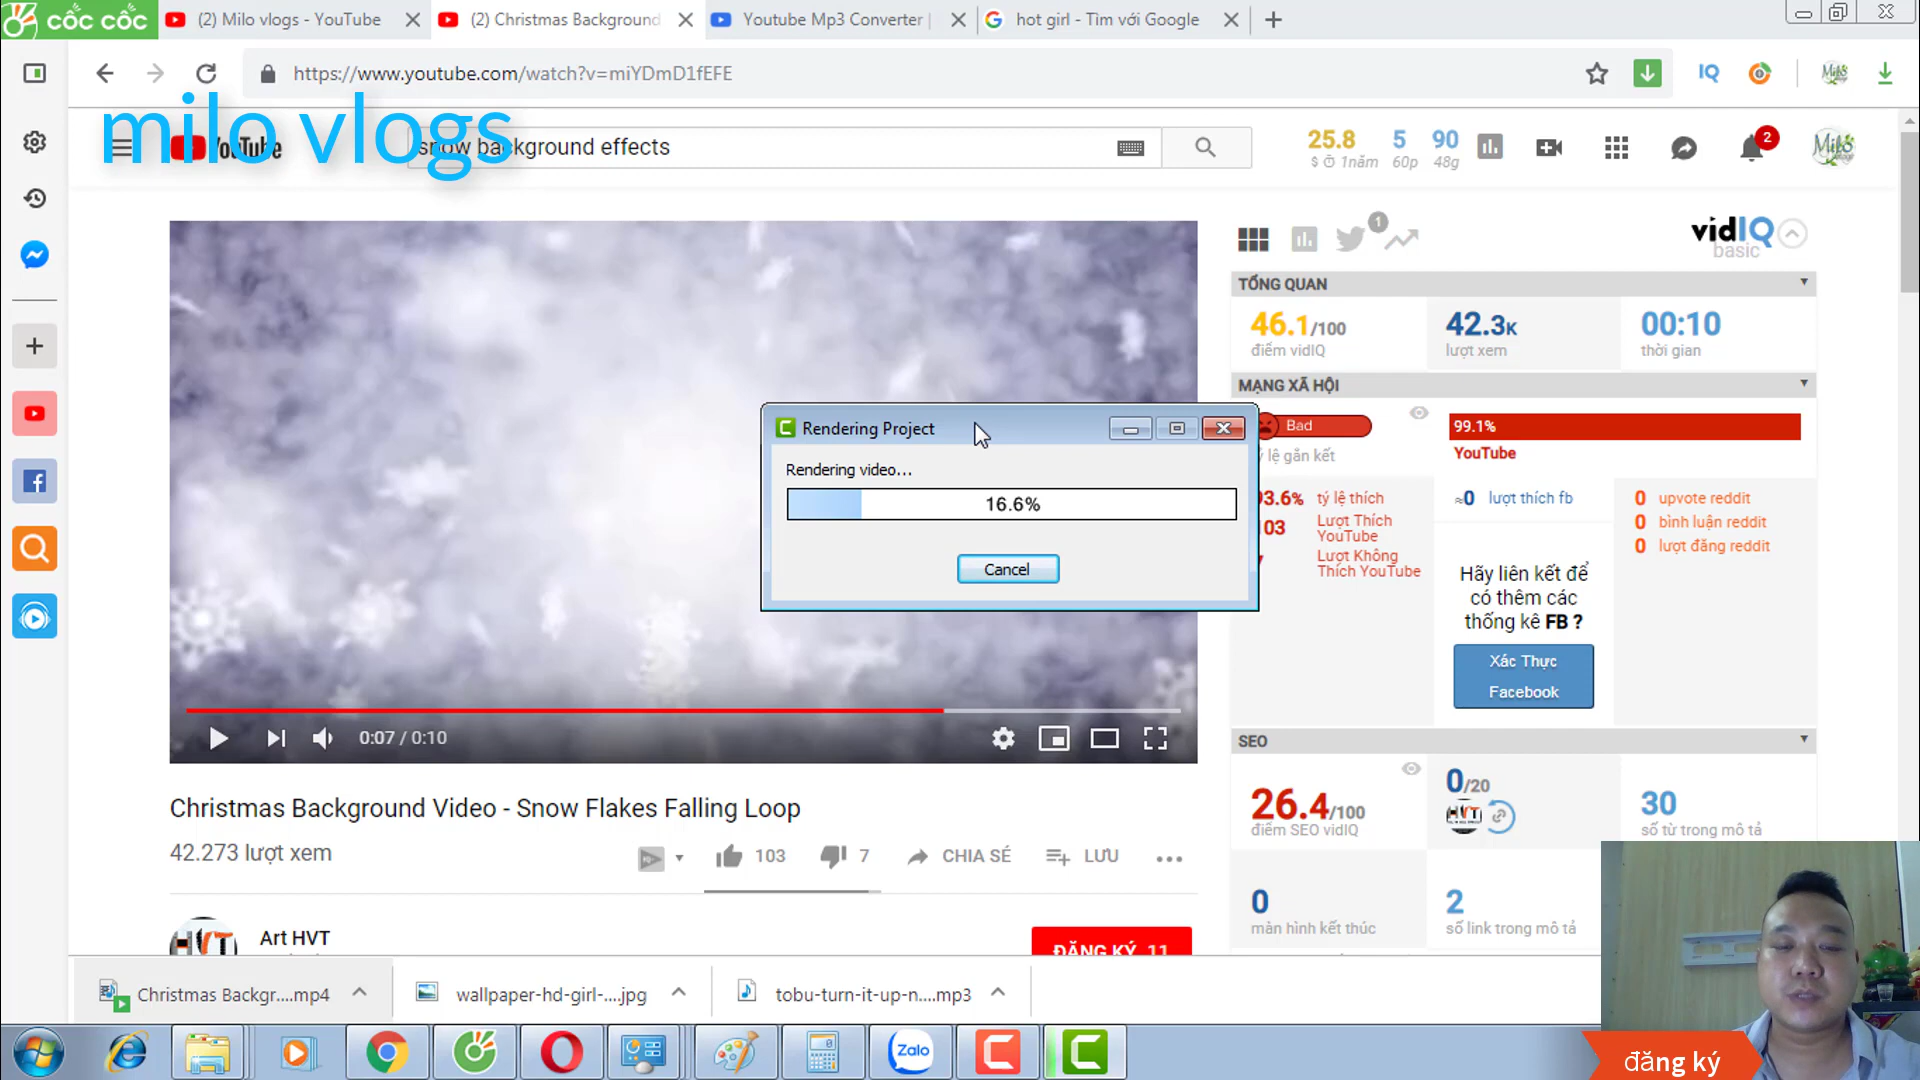 cốc cốc
(2) Milo vlogs - YouTube
(2) Christmas Background
Youtube Mp3 Converter |
hot girl - Tìm với Google
https://www.youtube.com/watch?v=miYDmD1fEFE
IQ
milo vlogs
YouTube
snow background effects
25.8
5
90
$ 1năm
60p
48g
2
Milo
1
vidIQ
basic
TỔNG QUAN
46.1/100
điểm vidIQ
42.3K
lượt xem
00:10
thời gian
MẠNG XÃ HỘI
Rendering Project
Bad
99.1%
lệ gắn kết
YouTube
Rendering video...
16.6%
3.6% tỷ lệ thích
103 Lượt Thích
YouTube
Lượt Không
Thích YouTube
≈0 lượt thích fb
0 upvote reddit
0 bình luận reddit
0 lượt đăng reddit
Cancel
Hãy liên kết để
có thêm các
thống kê FB ?
Xác Thực
Facebook
0:07 / 0:10
SEO
26.4/100
điểm SEO vidIQ
0/20
HVT
30
số từ trong mô tả
Christmas Background Video - Snow Flakes Falling Loop
42.273 lượt xem
103
7
CHIA SẺ
LƯU
0
màn hình kết thúc
2
số link trong mô tả
HVT
Art HVT
ĐĂNG KÝ 11
Christmas Backgr....mp4
wallpaper-hd-girl-....jpg
tobu-turn-it-up-n....mp3
Zalo
đăng ký